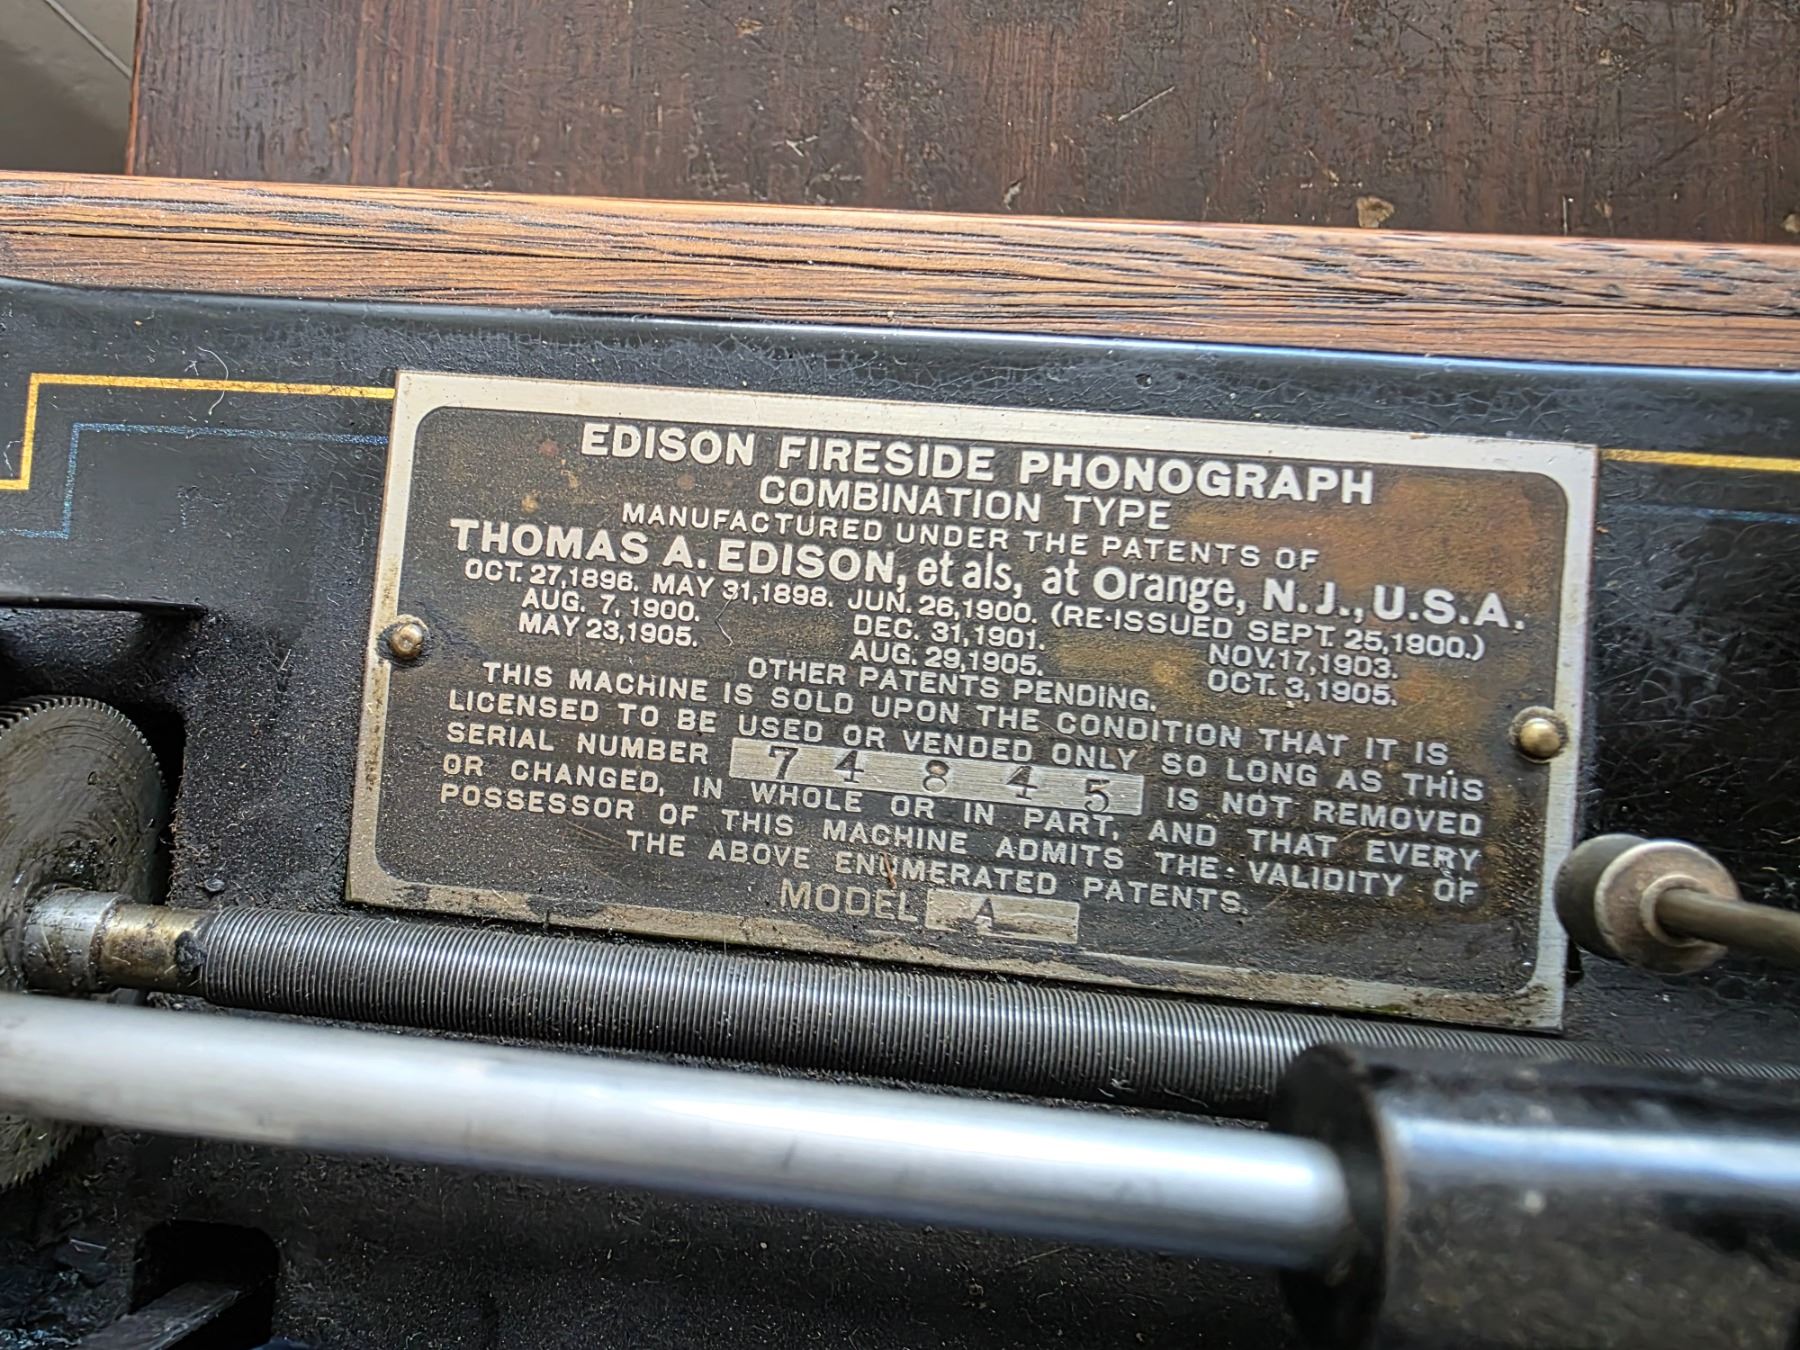 EDISON FIRESIDE PHONOGRAPH
COMBINATION TYPE
MANUFACTURED UNDER THE PATENTS OF
THOMAS A. EDISON, et als, at Orange, N.J., U.S.A.
OCT. 27,1896. MAY 31,1898. JUN. 26,1900. (RE-ISSUED SEPT. 25,1900.)
AUG. 7, 1900. DEC. 31,1901. NOV. 17,1903.
MAY 23,1905. AUG. 29,1905. OCT. 3, 1905.
OTHER PATENTS PENDING.
THIS MACHINE IS SOLD UPON THE CONDITION THAT IT IS
LICENSED TO BE USED OR VENDED ONLY SO LONG AS THIS
SERIAL NUMBER 74845 IS NOT REMOVED
OR CHANGED, IN WHOLE OR IN PART, AND THAT EVERY
POSSESSOR OF THIS MACHINE ADMITS THE VALIDITY OF
THE ABOVE ENUMERATED PATENTS.
MODEL A